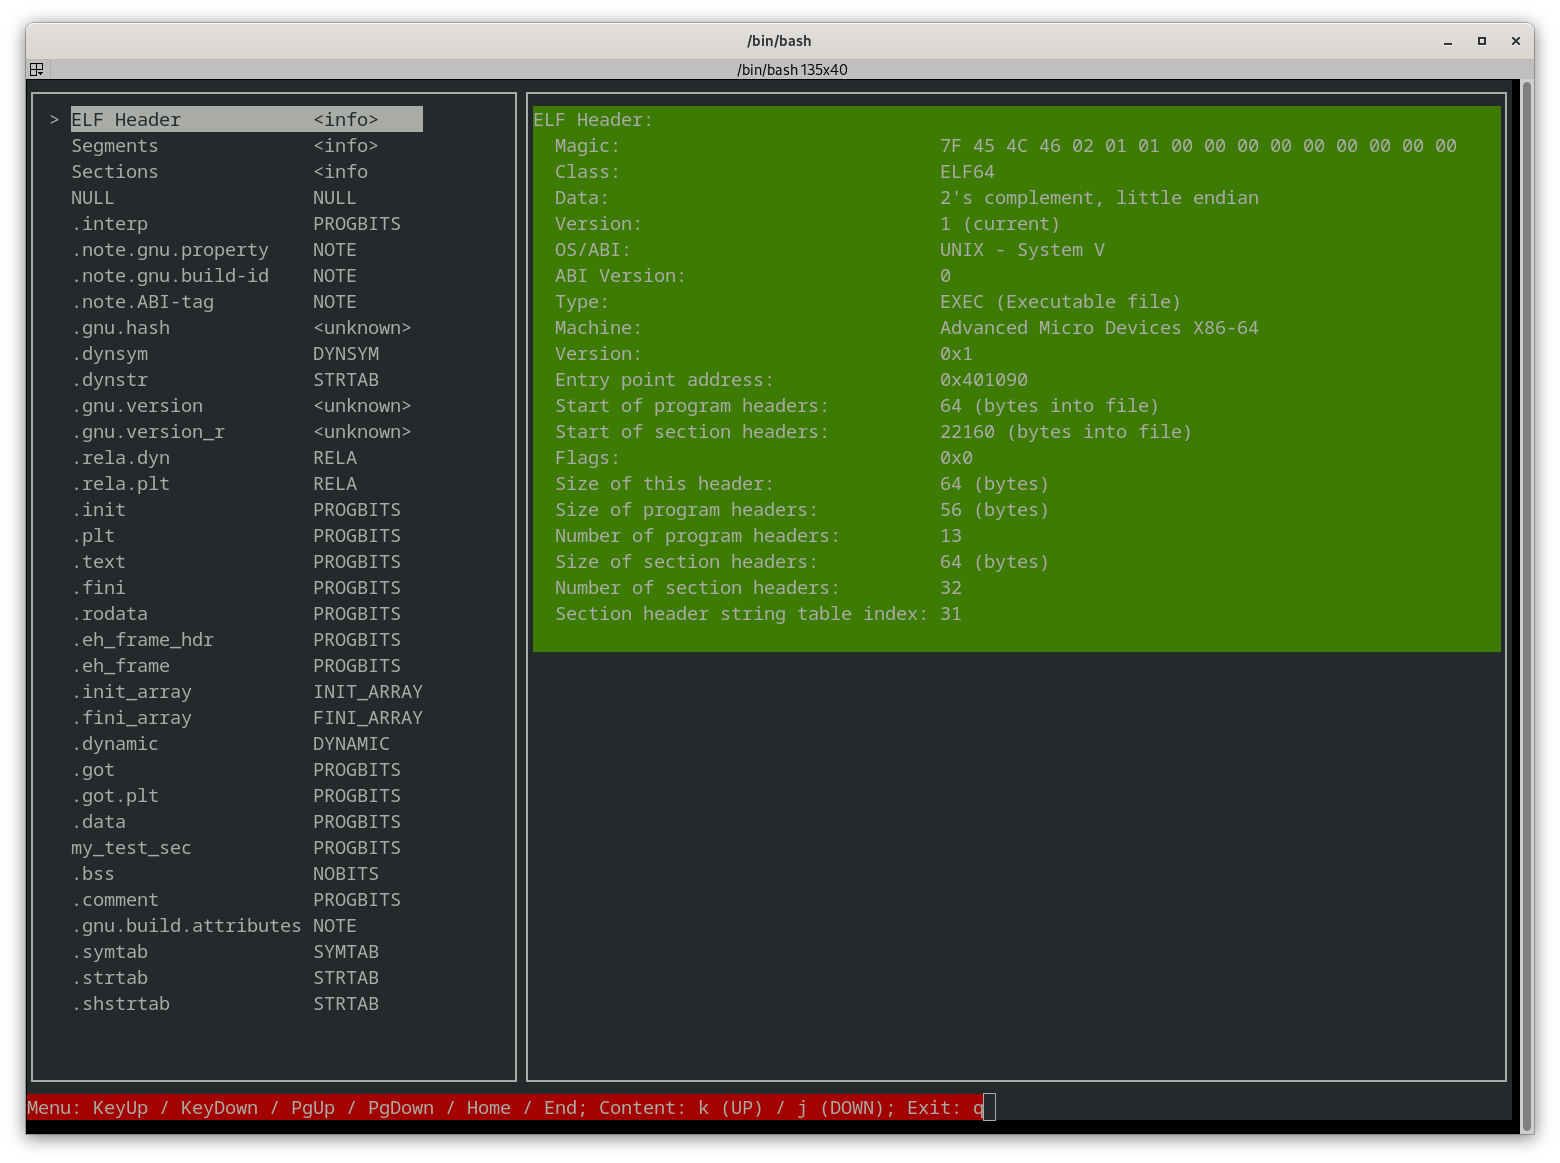 /bin/bash
/bin/bash 135x40
> ELF Header <info>
Segments <info>
Sections <info
NULL NULL
.interp PROGBITS
.note.gnu.property NOTE
.note.gnu.build-id NOTE
.note.ABI-tag NOTE
.gnu.hash <unknown>
.dynsym DYNSYM
.dynstr STRTAB
.gnu.version <unknown>
.gnu.version_r <unknown>
.rela.dyn RELA
.rela.plt RELA
.init PROGBITS
.plt PROGBITS
.text PROGBITS
.fini PROGBITS
.rodata PROGBITS
.eh_frame_hdr PROGBITS
.eh_frame PROGBITS
.init_array INIT_ARRAY
.fini_array FINI_ARRAY
.dynamic DYNAMIC
.got PROGBITS
.got.plt PROGBITS
.data PROGBITS
my_test_sec PROGBITS
.bss NOBITS
.comment PROGBITS
.gnu.build.attributes NOTE
.symtab SYMTAB
.strtab STRTAB
.shstrtab STRTAB
ELF Header:
Magic: 7F 45 4C 46 02 01 01 00 00 00 00 00 00 00 00 00
Class: ELF64
Data: 2's complement, little endian
Version: 1 (current)
OS/ABI: UNIX - System V
ABI Version: 0
Type: EXEC (Executable file)
Machine: Advanced Micro Devices X86-64
Version: 0x1
Entry point address: 0x401090
Start of program headers: 64 (bytes into file)
Start of section headers: 22160 (bytes into file)
Flags: 0x0
Size of this header: 64 (bytes)
Size of program headers: 56 (bytes)
Number of program headers: 13
Size of section headers: 64 (bytes)
Number of section headers: 32
Section header string table index: 31
Menu: KeyUp / KeyDown / PgUp / PgDown / Home / End; Content: k (UP) / j (DOWN); Exit: q